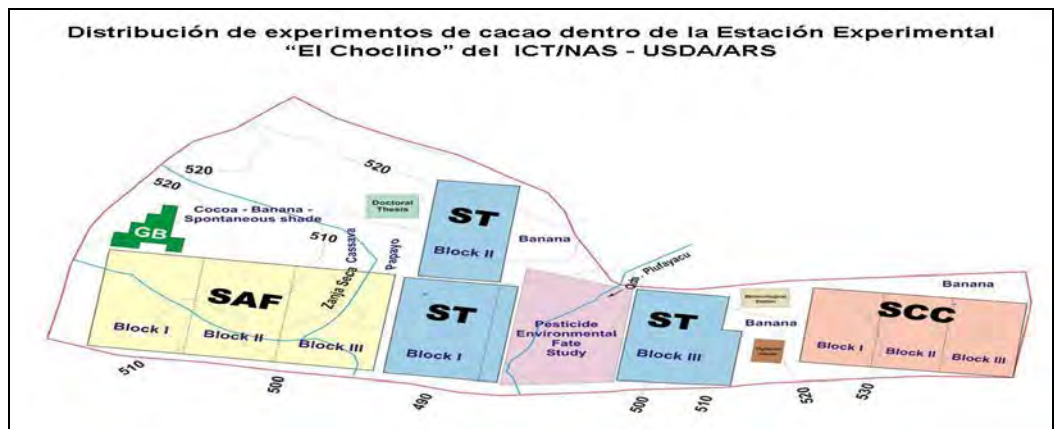 Distribución de experimentos de cacao dentro de la Estación Experimental
“El Choclino” del ICT/NAS - USDA/ARS
520
520
520
GB
Cocoa - Banana -
Spontaneous shade
510
Doctoral
Thesis
ST
Block II
Banana
Cassava
Papayo
Zanja Seca
SAF
Block I
Block II
Block III
ST
Block I
Pesticide
Environmental
Fate
Study
Qda - Plufayacu
ST
Block III
Banana
Banana
SCC
Block I
Block II
Block III
510
500
490
500
510
520
530